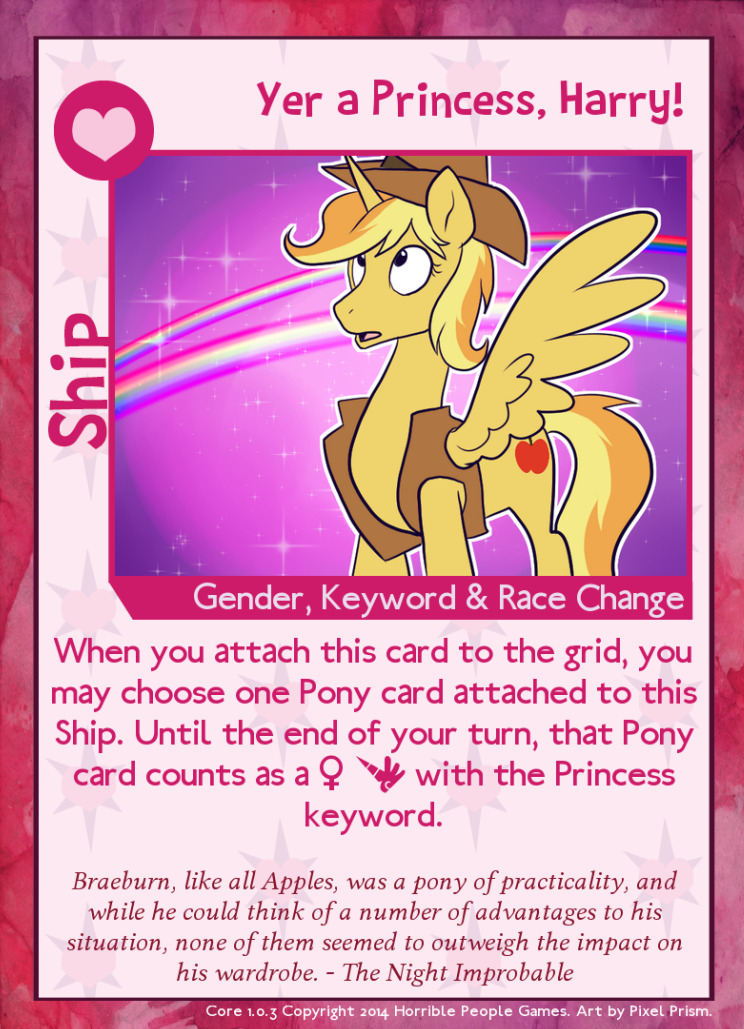 Yer a Princess, Harry!
Ship
Gender, Keyword & Race Change
When you attach this card to the grid, you
may choose one Pony card attached to this
Ship. Until the end of your turn, that Pony
card counts as a ♀ with the Princess
keyword.
Braeburn, like all Apples, was a pony of practicality, and
while he could think of a number of advantages to his
situation, none of them seemed to outweigh the impact on
his wardrobe. - The Night Improbable
Core 1.0.3 Copyright 2014 Horrible People Games. Art by Pixel Prism.